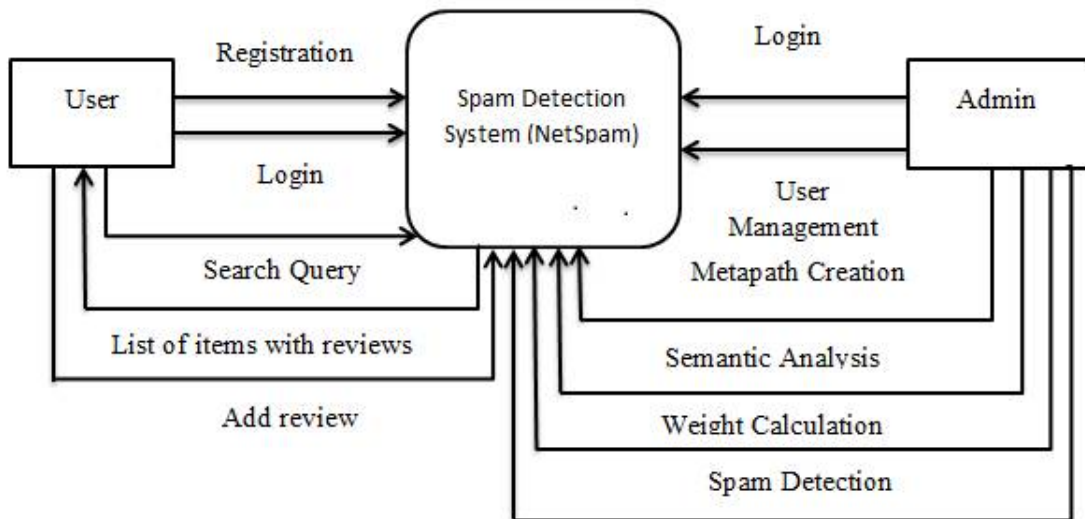 Registration
Login
User
Spam Detection
System (NetSpam)
Admin
Login
User
Management
Search Query
Metapath Creation
List of items with reviews
Semantic Analysis
Add review
Weight Calculation
Spam Detection